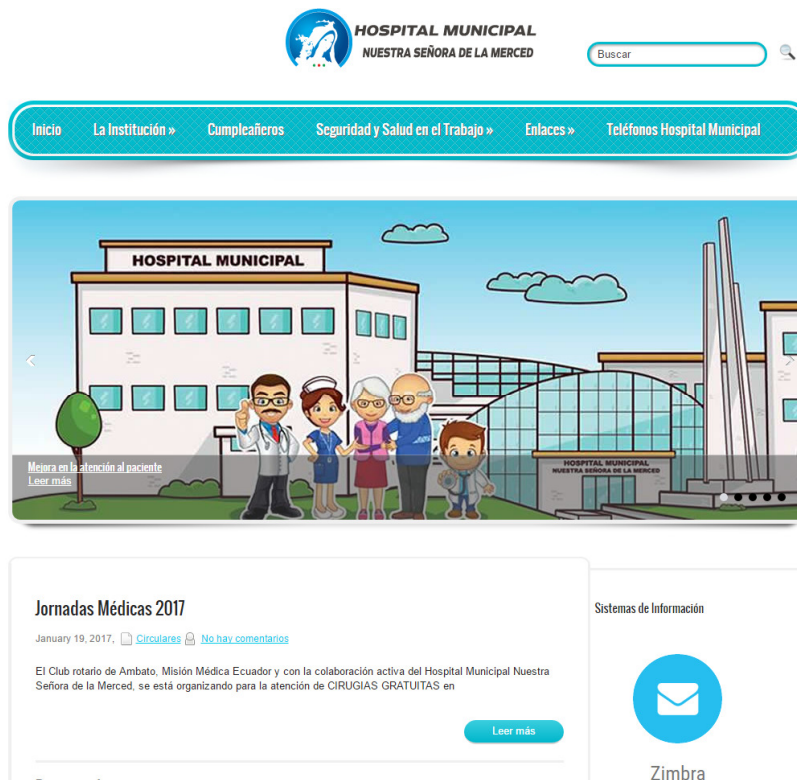 HOSPITAL MUNICIPAL
NUESTRA SEÑORA DE LA MERCED
Buscar
Inicio
La Institución »
Cumpleañeros
Seguridad y Salud en el Trabajo »
Enlaces »
Teléfonos Hospital Municipal
HOSPITAL MUNICIPAL
HOSPITAL MUNICIPAL
NUESTRA SEÑORA DE LA MERCED
Mejora en la atención al paciente
Leer más
Jornadas Médicas 2017
January 19, 2017, Circulares No hay comentarios
El Club rotario de Ambato, Misión Médica Ecuador y con la colaboración activa del Hospital Municipal Nuestra
Señora de la Merced, se está organizando para la atención de CIRUGIAS GRATUITAS en
Leer más
Sistemas de Información
Zimbra